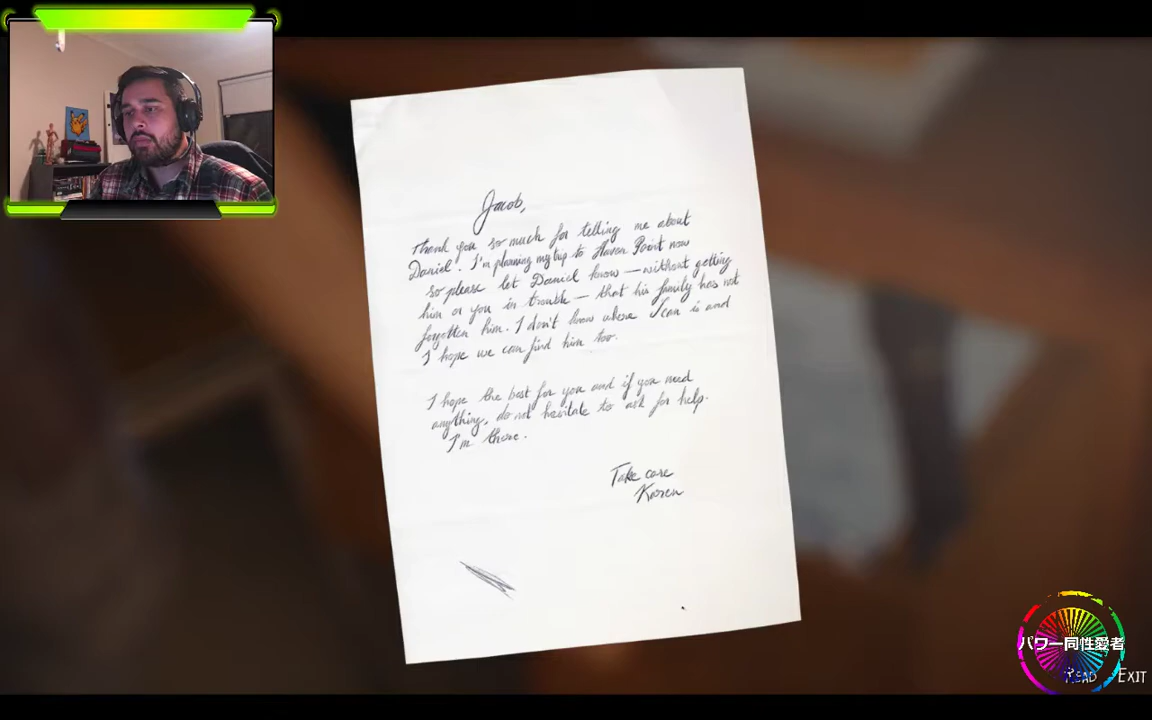 Jacob,
Thank you so much for telling me about
Daniel. I'm planning my trip to Haven Point now
so please let Daniel know — without getting
him or you in trouble — that his family has not
forgotten him. I don't know where Sean is and
I hope we can find him too.
I hope the best for you and if you need
anything, do not hesitate to ask for help.
I'm there.
Take care
Karen
パワー同性愛者
READ EXIT